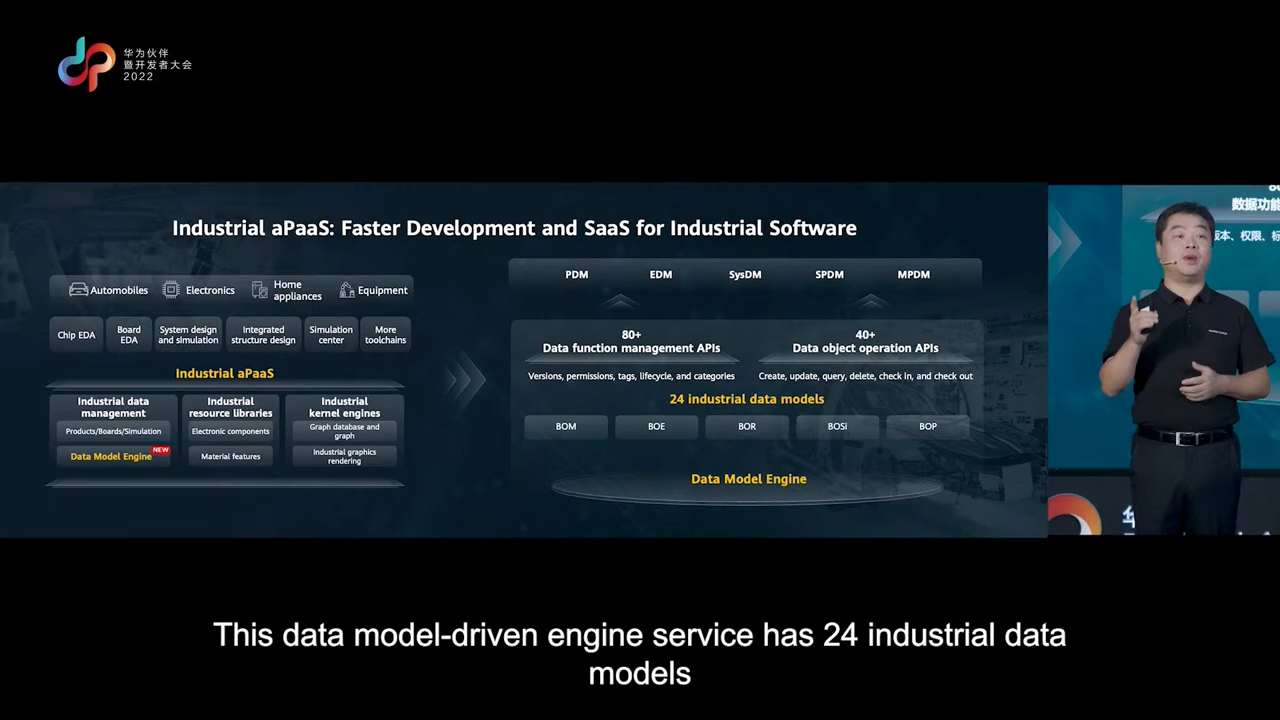 华为伙伴
暨开发者大会
2022
Industrial aPaaS: Faster Development and SaaS for Industrial Software
Automobiles
Electronics
Home
appliances
Equipment
Chip EDA
Board
EDA
System design
and simulation
Integrated
structure design
Simulation
center
More
toolchains
Industrial aPaaS
Industrial data
management
Products/Boards/Simulation
Data Model Engine
NEW
Industrial
resource libraries
Electronic components
Material features
Industrial
kernel engines
Graph database and
graph
Industrial graphics
rendering
PDM
EDM
SysDM
SPDM
MPDM
80+
Data function management APIs
Versions, permissions, tags, lifecycle, and categories
40+
Data object operation APIs
Create, update, query, delete, check in, and check out
24 industrial data models
BOM
BOE
BOR
BOSi
BOP
Data Model Engine
数据功能
版本、权限、标
This data model-driven engine service has 24 industrial data
models